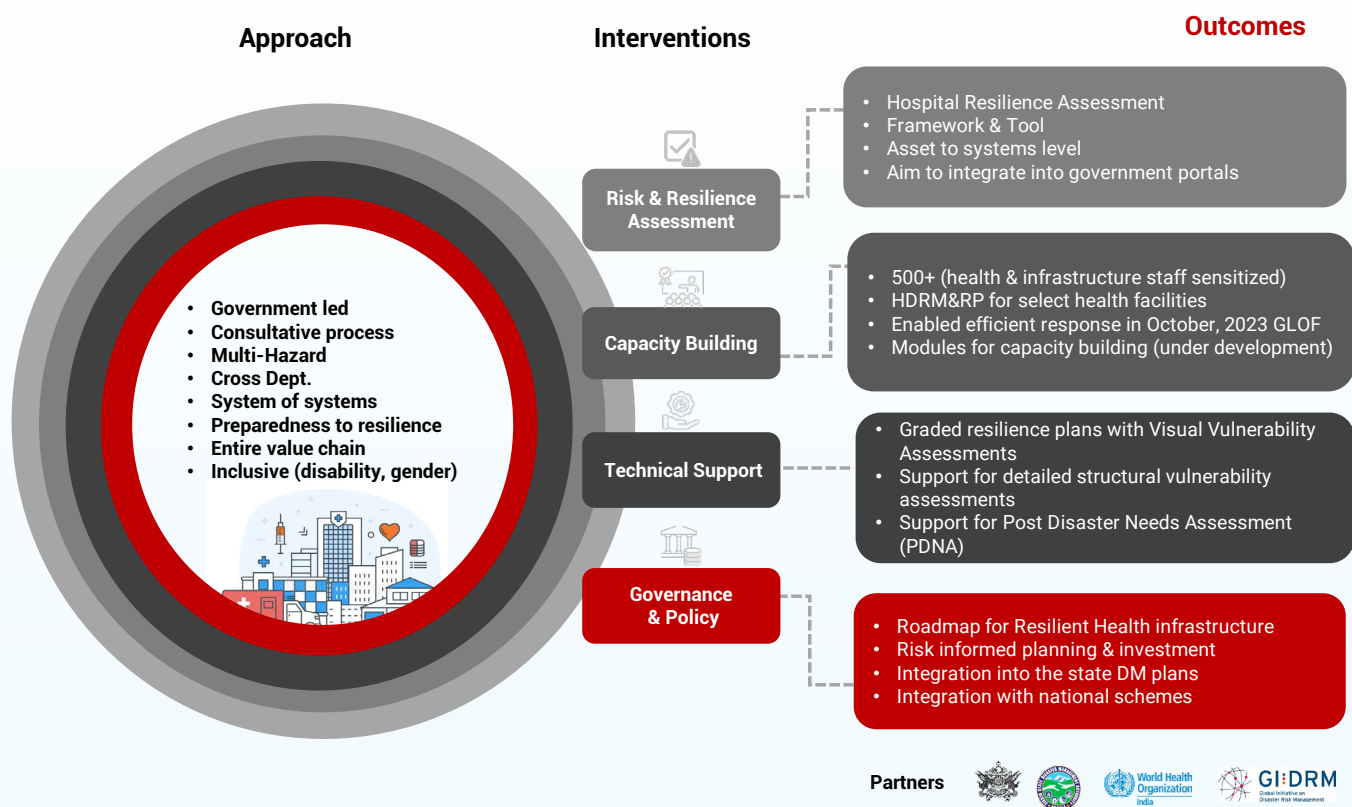 Approach
Interventions
Outcomes
• Government led
• Consultative process
• Multi-Hazard
• Cross Dept.
• System of systems
• Preparedness to resilience
• Entire value chain
• Inclusive (disability, gender)
Risk & Resilience
Assessment
• Hospital Resilience Assessment
• Framework & Tool
• Asset to systems level
• Aim to integrate into government portals
Capacity Building
• 500+ (health & infrastructure staff sensitized)
• HDRM&RP for select health facilities
• Enabled efficient response in October, 2023 GLOF
• Modules for capacity building (under development)
Technical Support
• Graded resilience plans with Visual Vulnerability
Assessments
• Support for detailed structural vulnerability
assessments
• Support for Post Disaster Needs Assessment
(PDNA)
Governance
& Policy
• Roadmap for Resilient Health infrastructure
• Risk informed planning & investment
• Integration into the state DM plans
• Integration with national schemes
Partners
World Health
Organization
India
GI:DRM
Global Initiative on
Disaster Risk Management